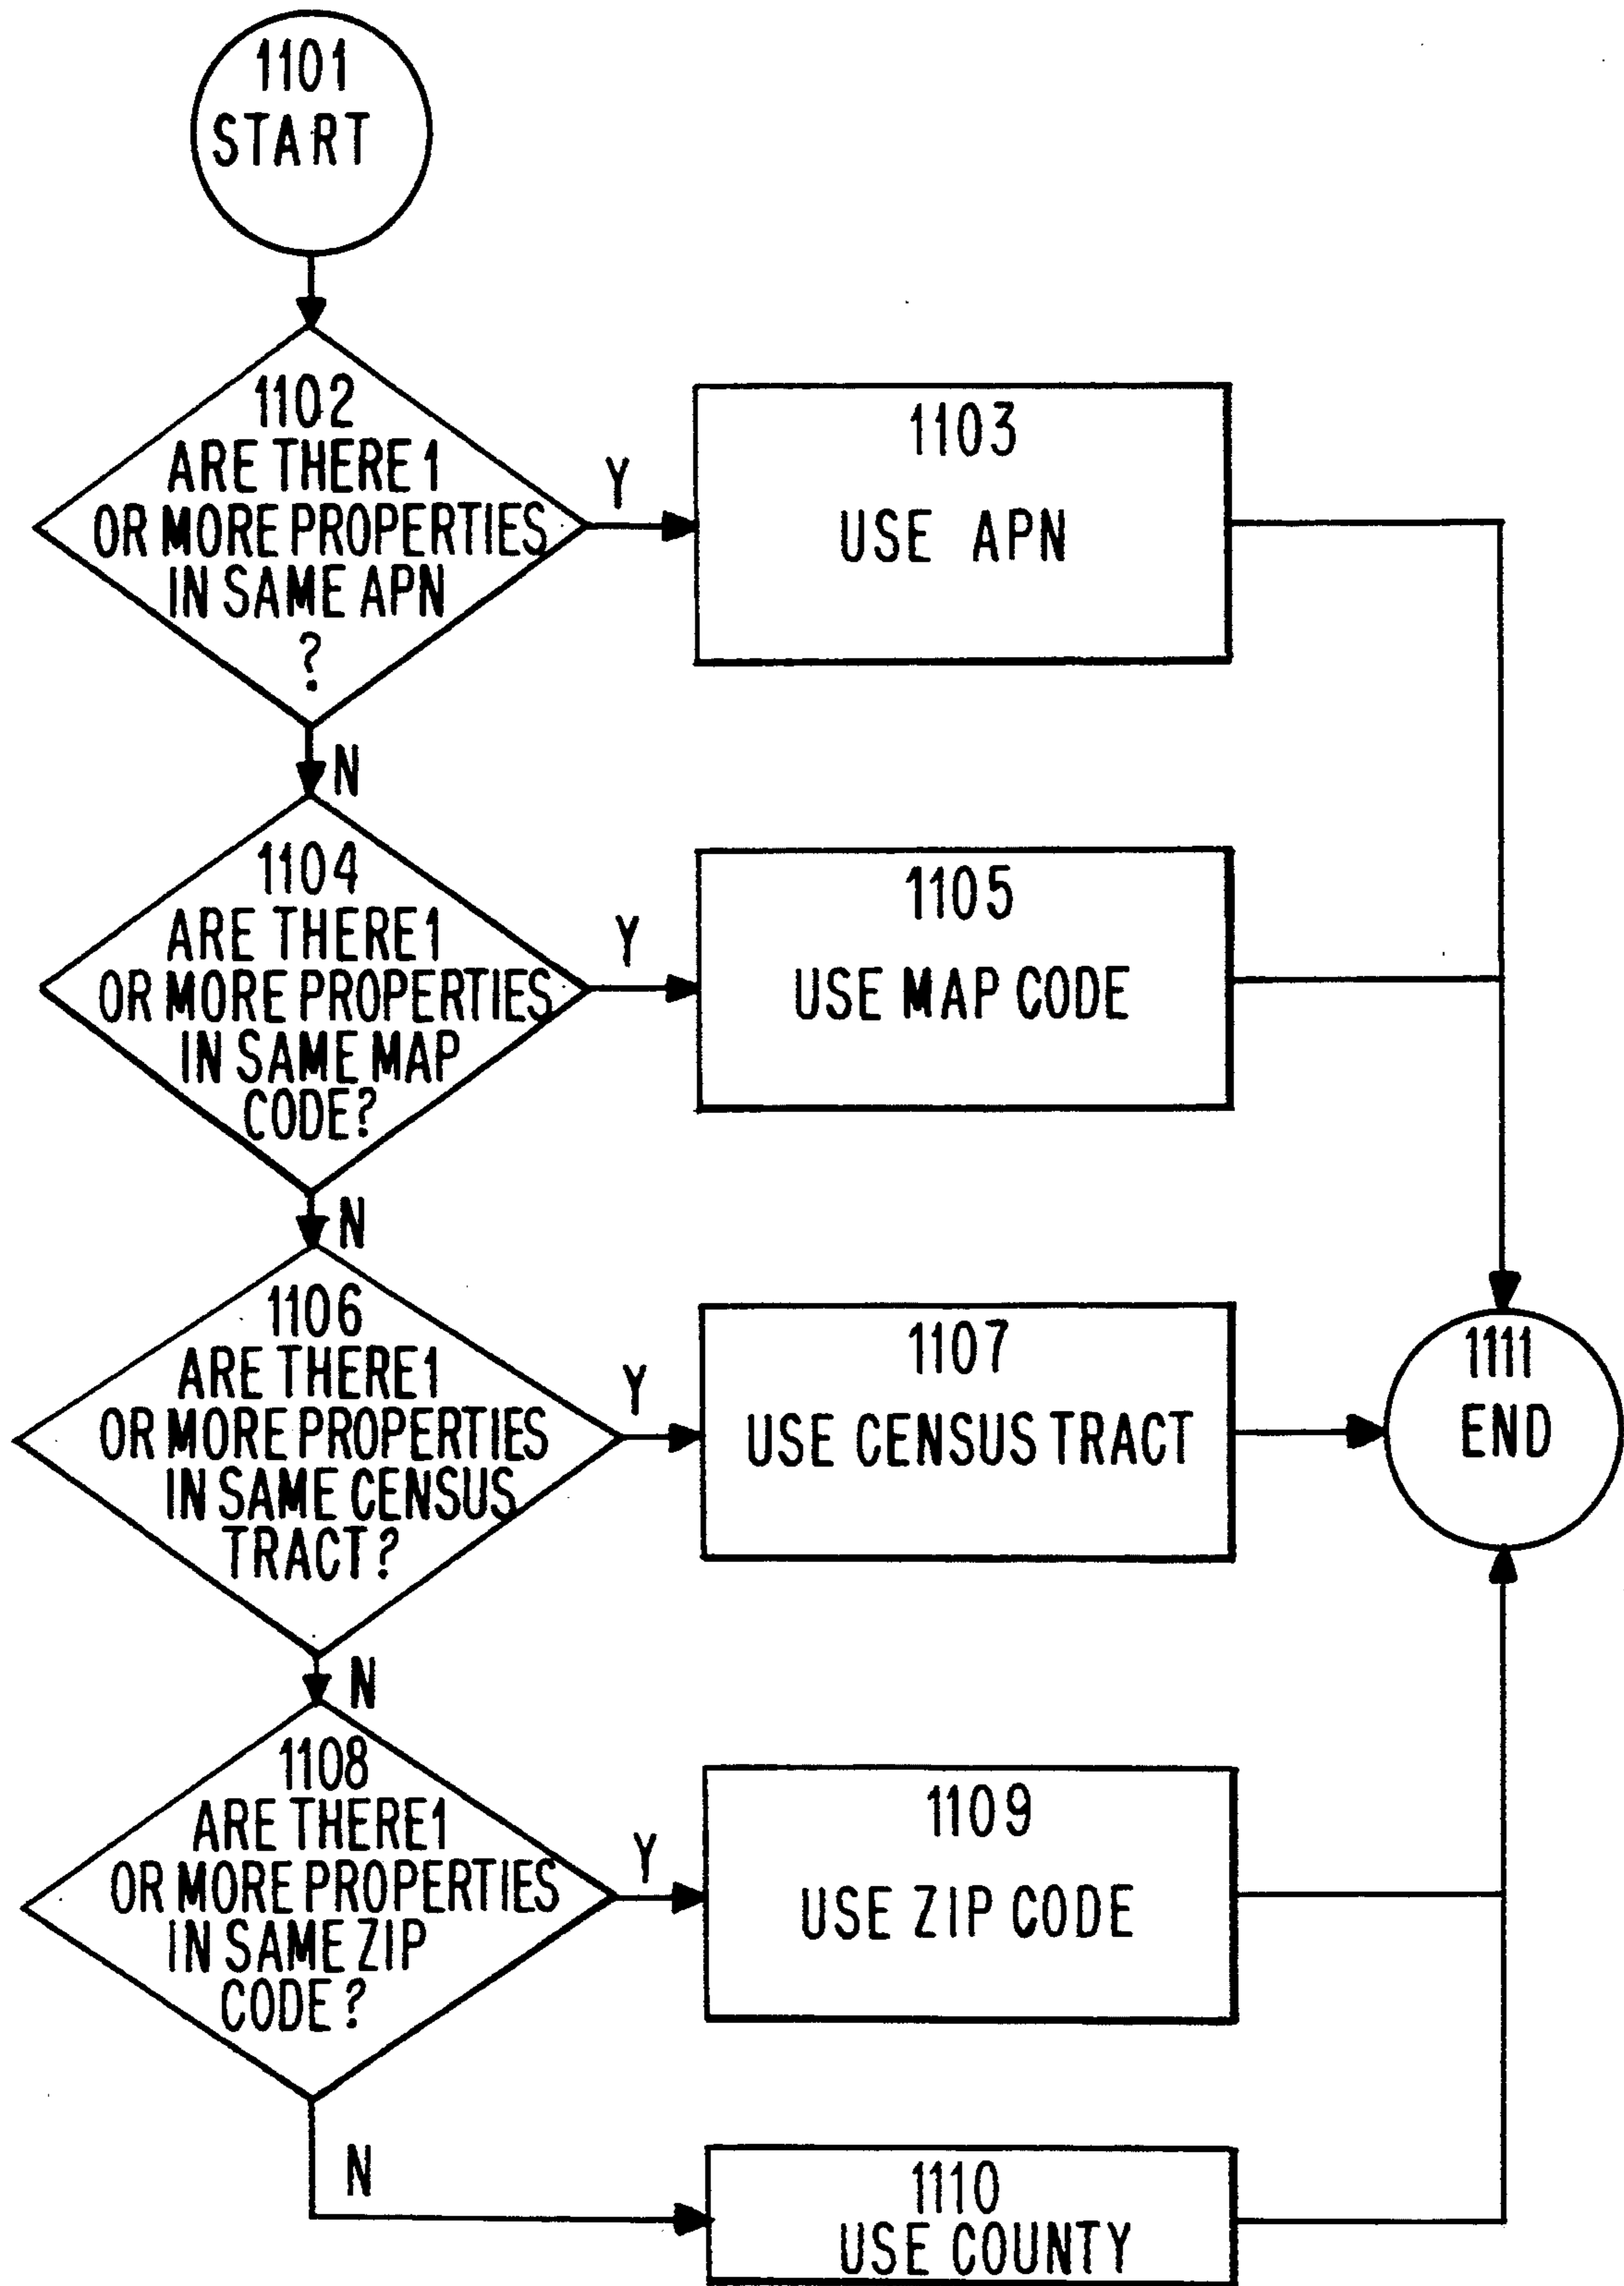 1101
START
1102
ARE THERE 1
OR MORE PROPERTIES
IN SAME APN
?
Y
1103
USE APN
N
1104
ARE THERE 1
OR MORE PROPERTIES
IN SAME MAP
CODE?
Y
1105
USE MAP CODE
N
1106
ARE THERE 1
OR MORE PROPERTIES
IN SAME CENSUS
TRACT?
Y
1107
USE CENSUS TRACT
1111
END
N
1108
ARE THERE 1
OR MORE PROPERTIES
IN SAME ZIP
CODE?
Y
1109
USE ZIP CODE
N
1110
USE COUNTY